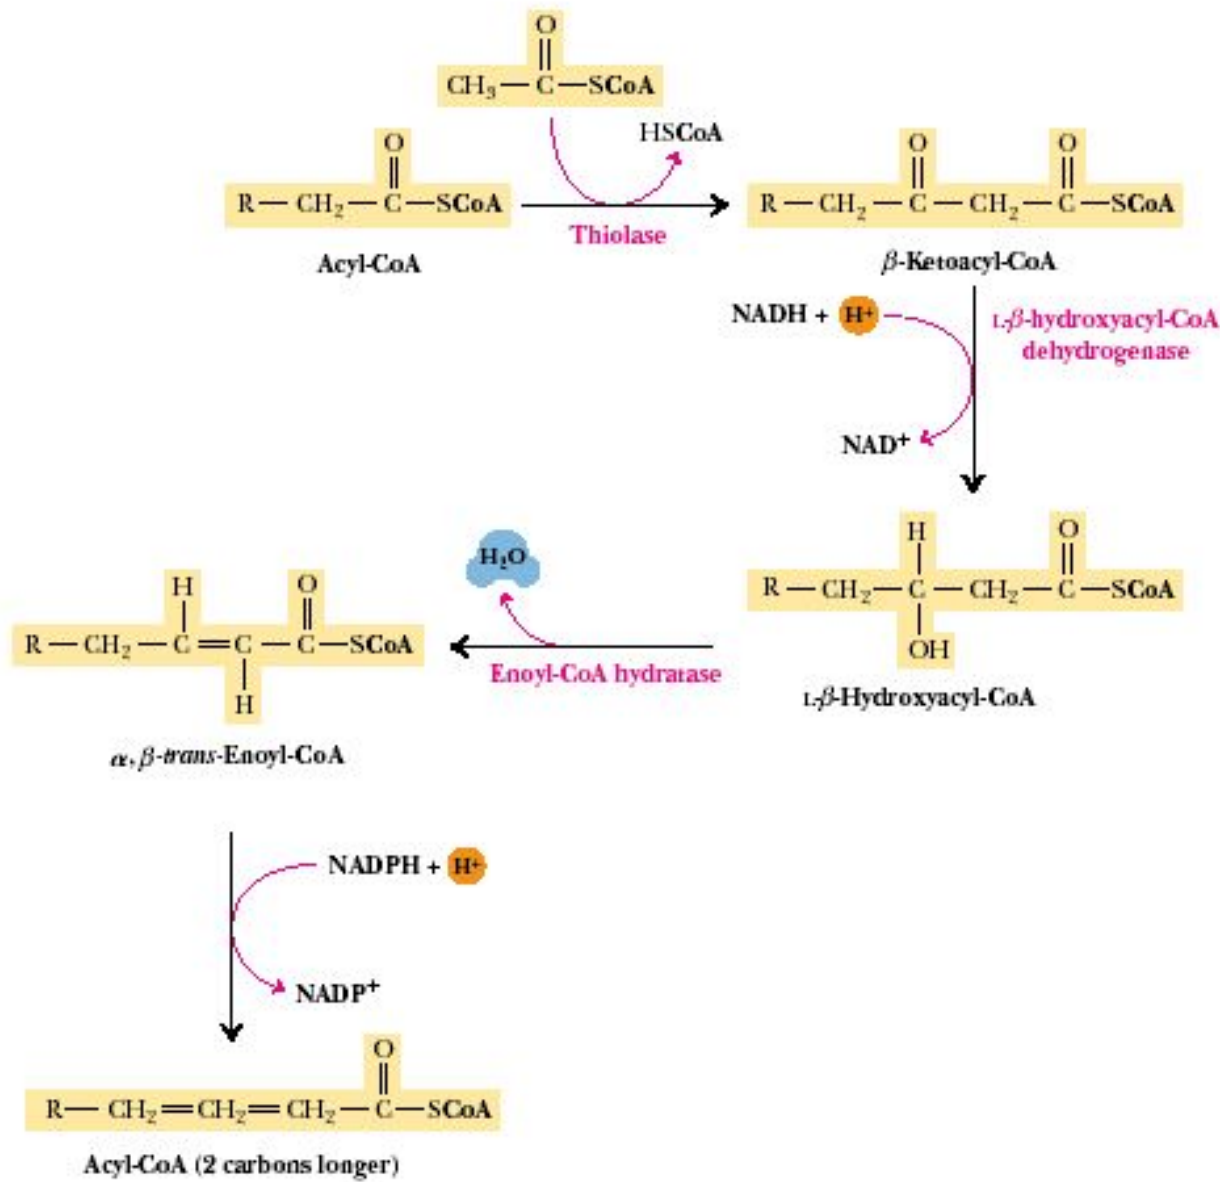 O
CH₃—C—SCoA
HSCoA
O
R—CH₂—C—SCoA
Thiolase
Acyl-CoA
O O
R—CH₂—C—CH₂—C—SCoA
β-Ketoacyl-CoA
NADH + H⁺
L-β-hydroxyacyl-CoA
dehydrogenase
NAD⁺
H O
R—CH₂—C—CH₂—C—SCoA
OH
L-β-Hydroxyacyl-CoA
H₂O
Enoyl-CoA hydratase
H O
R—CH₂—C=C—C—SCoA
H
α, β-trans-Enoyl-CoA
NADPH + H⁺
NADP⁺
O
R—CH₂=CH₂=CH₂—C—SCoA
Acyl-CoA (2 carbons longer)